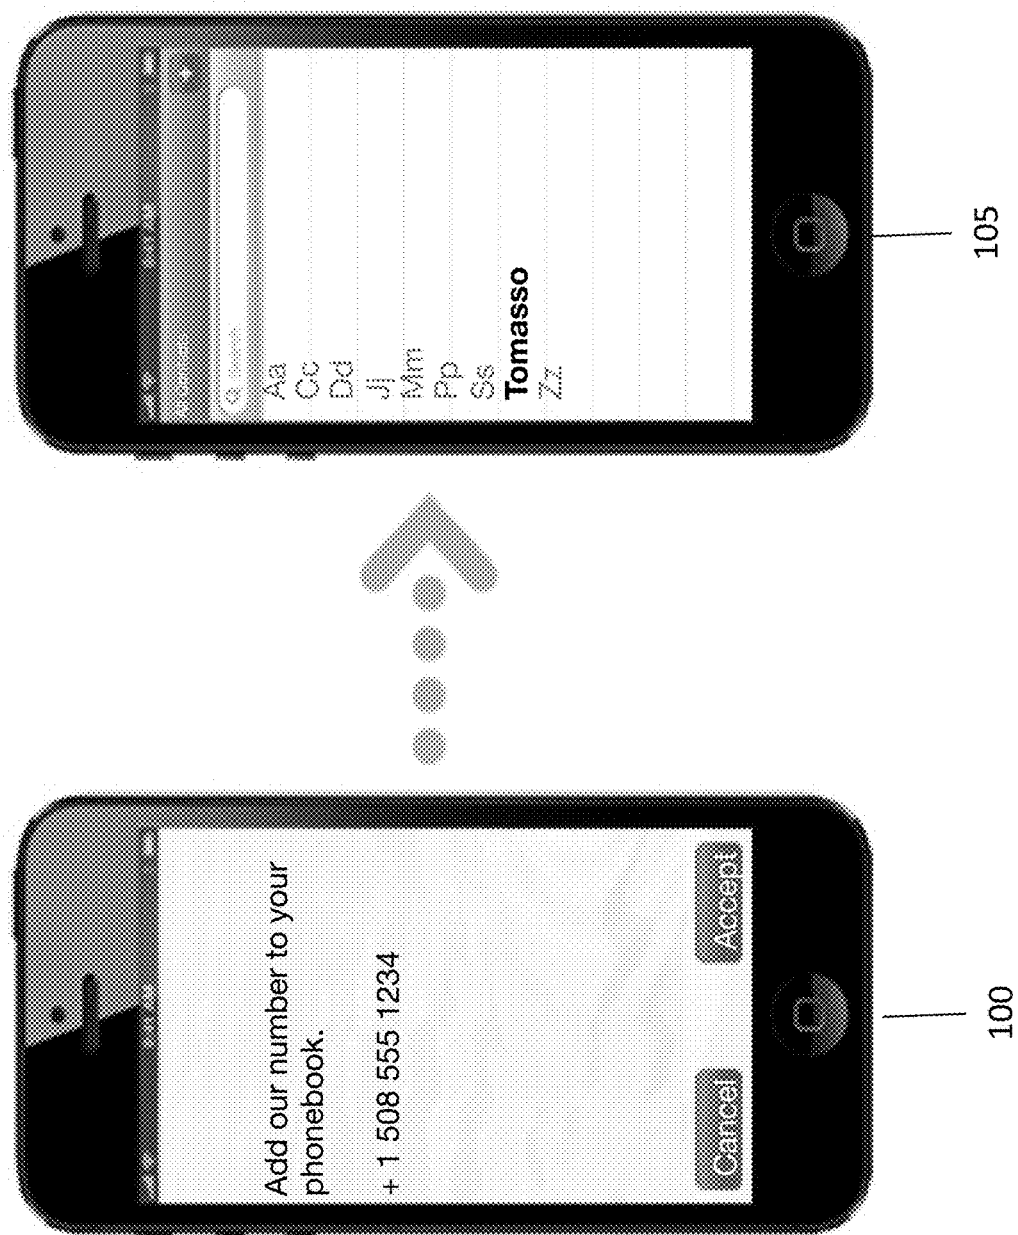 Add our number to your
phonebook.
+ 1 508 555 1234
Cancel
Accept
100
Search
Aa
Cc
Dd
Jj
Mm
Pp
Ss
Tomasso
Zz
105